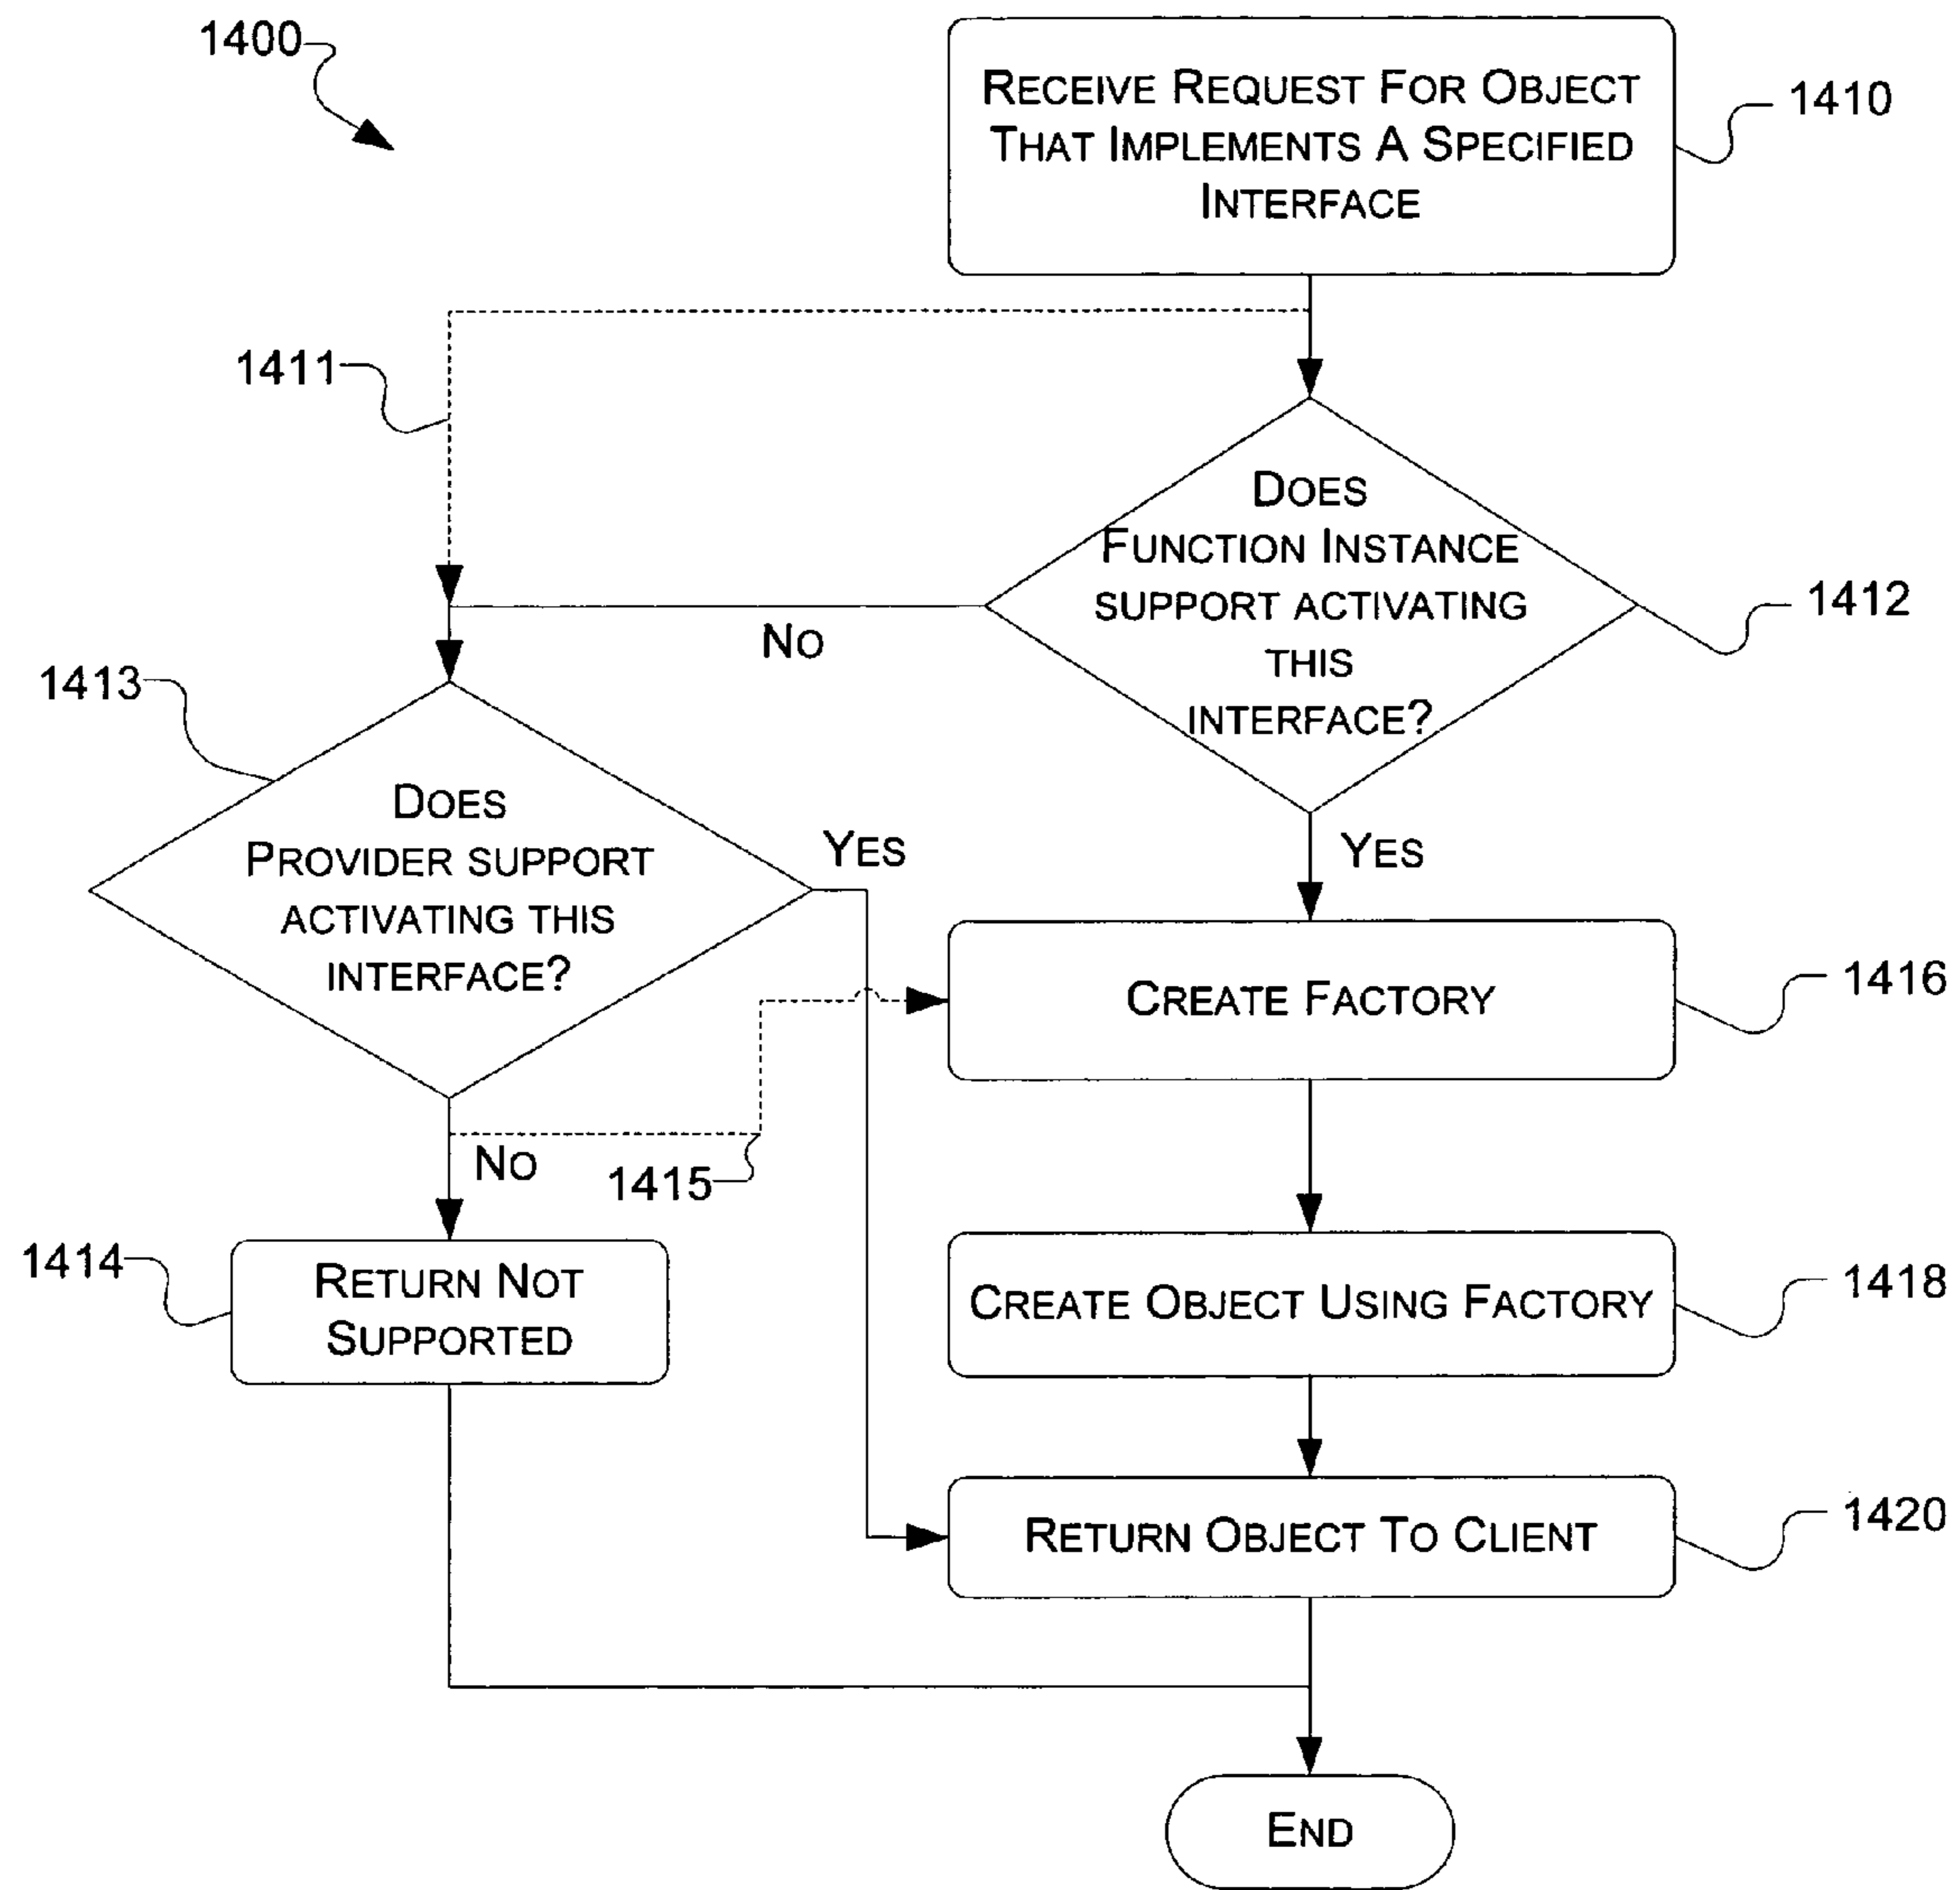 1400
RECEIVE REQUEST FOR OBJECT
THAT IMPLEMENTS A SPECIFIED
INTERFACE
1410
1411
DOES
FUNCTION INSTANCE
SUPPORT ACTIVATING
THIS
INTERFACE?
1412
NO
1413
DOES
PROVIDER SUPPORT
ACTIVATING THIS
INTERFACE?
YES
YES
CREATE FACTORY
1416
NO
1415
1414
RETURN NOT
SUPPORTED
CREATE OBJECT USING FACTORY
1418
RETURN OBJECT TO CLIENT
1420
END